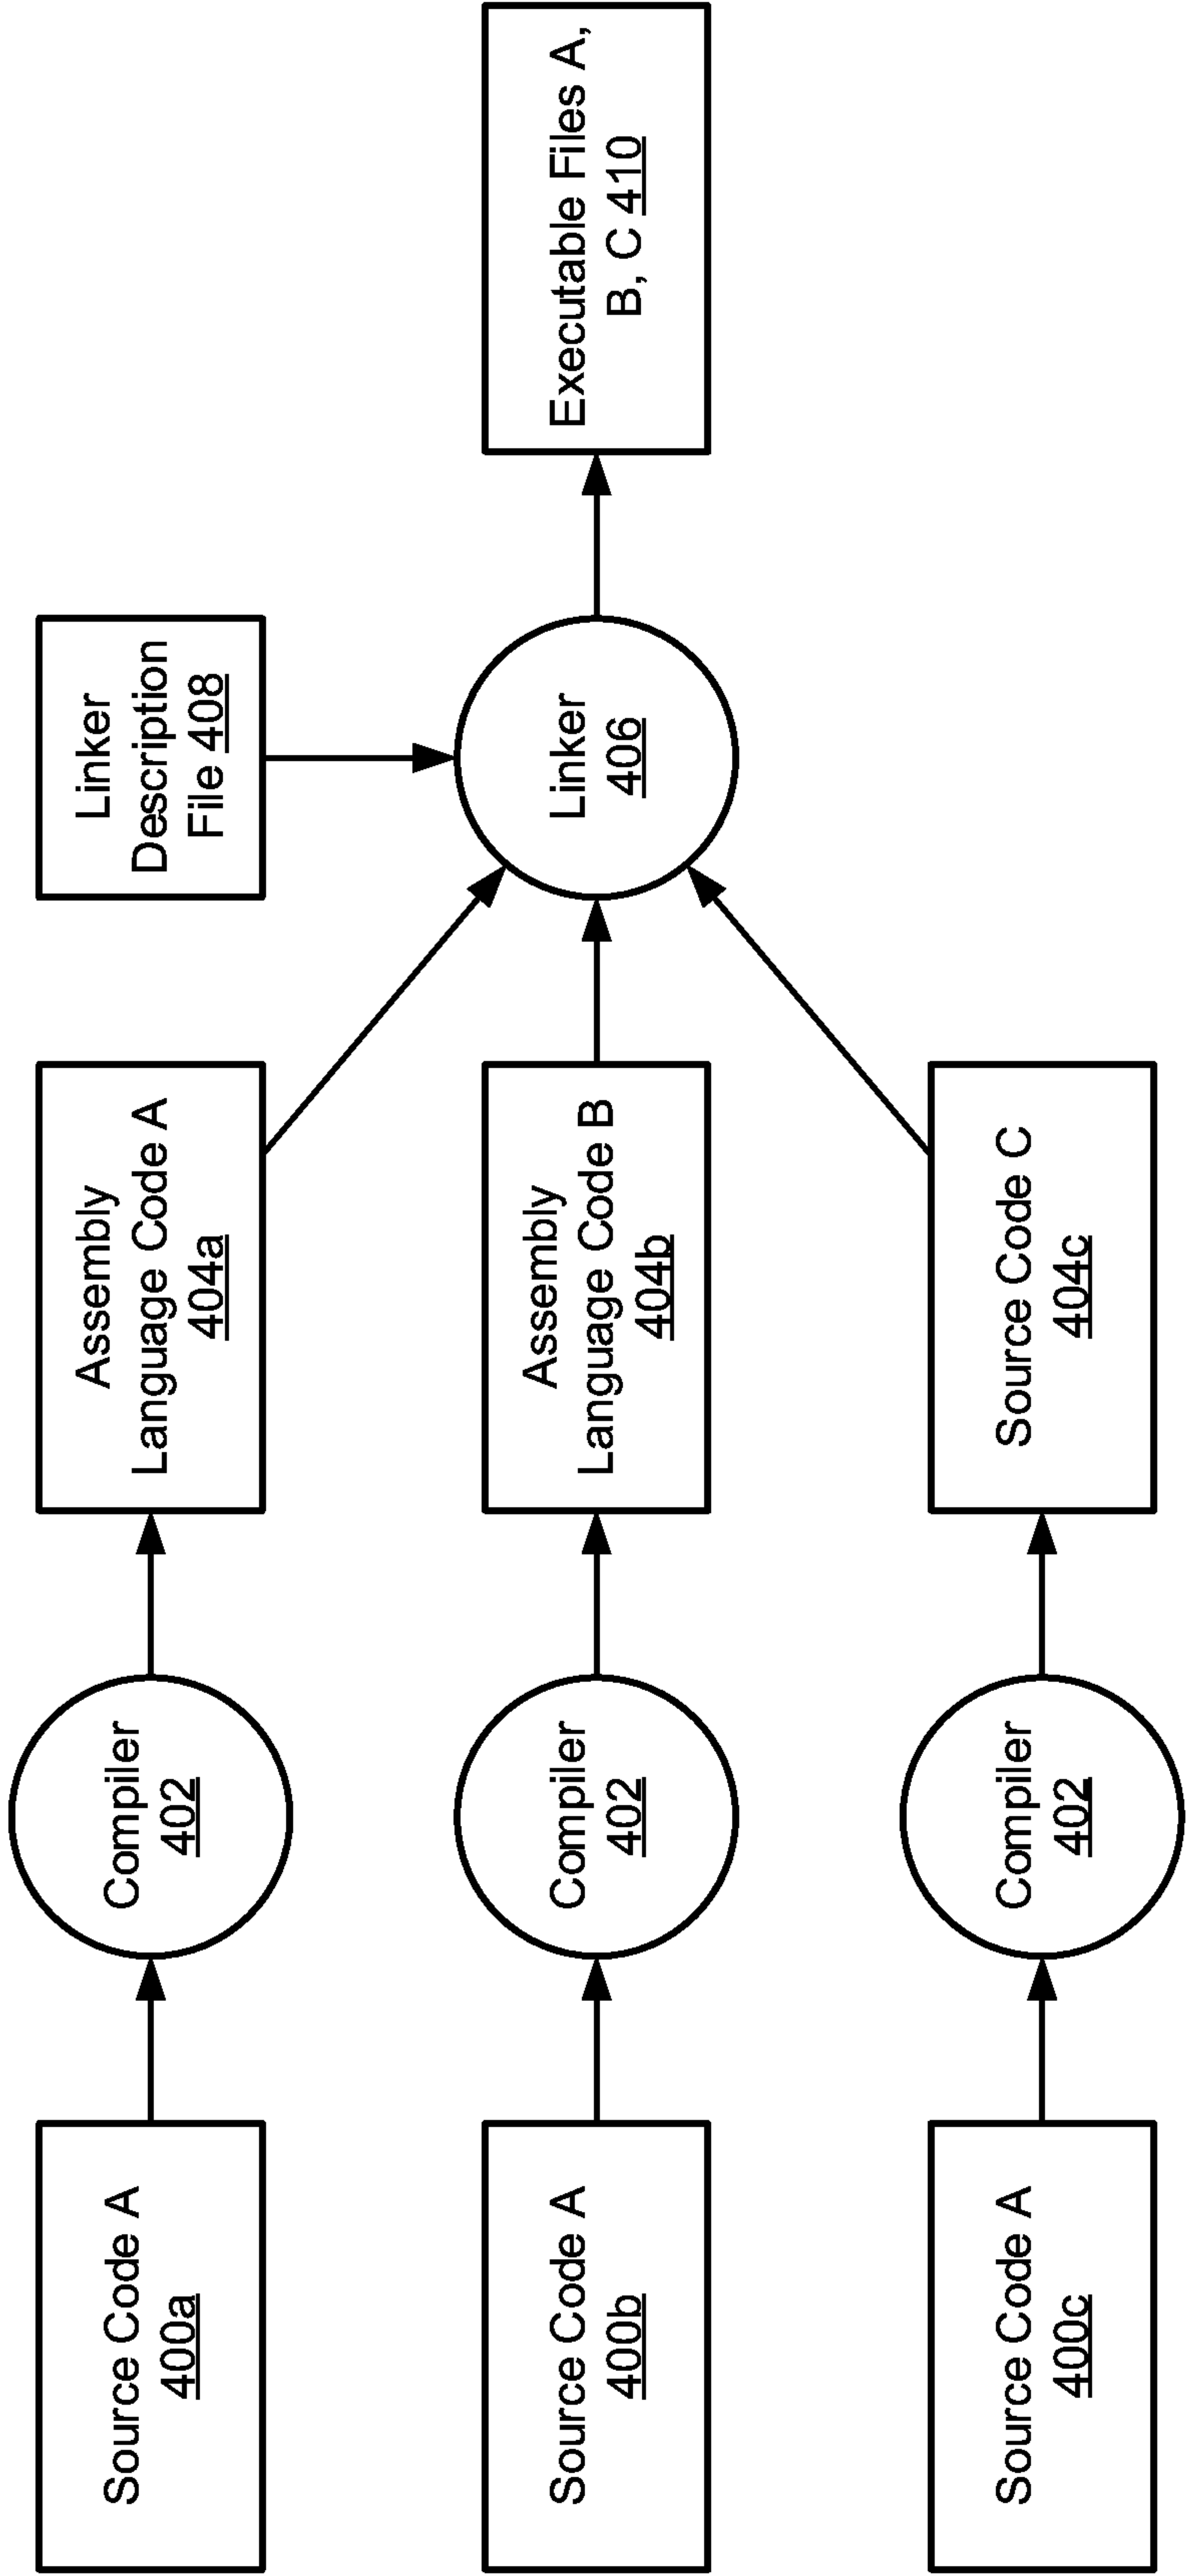 Source Code A
400a
Compiler
402
Assembly
Language Code A
404a
Linker
Description
File 408
Source Code A
400b
Compiler
402
Assembly
Language Code B
404b
Linker
406
Executable Files A,
B, C 410
Source Code A
400c
Compiler
402
Source Code C
404c